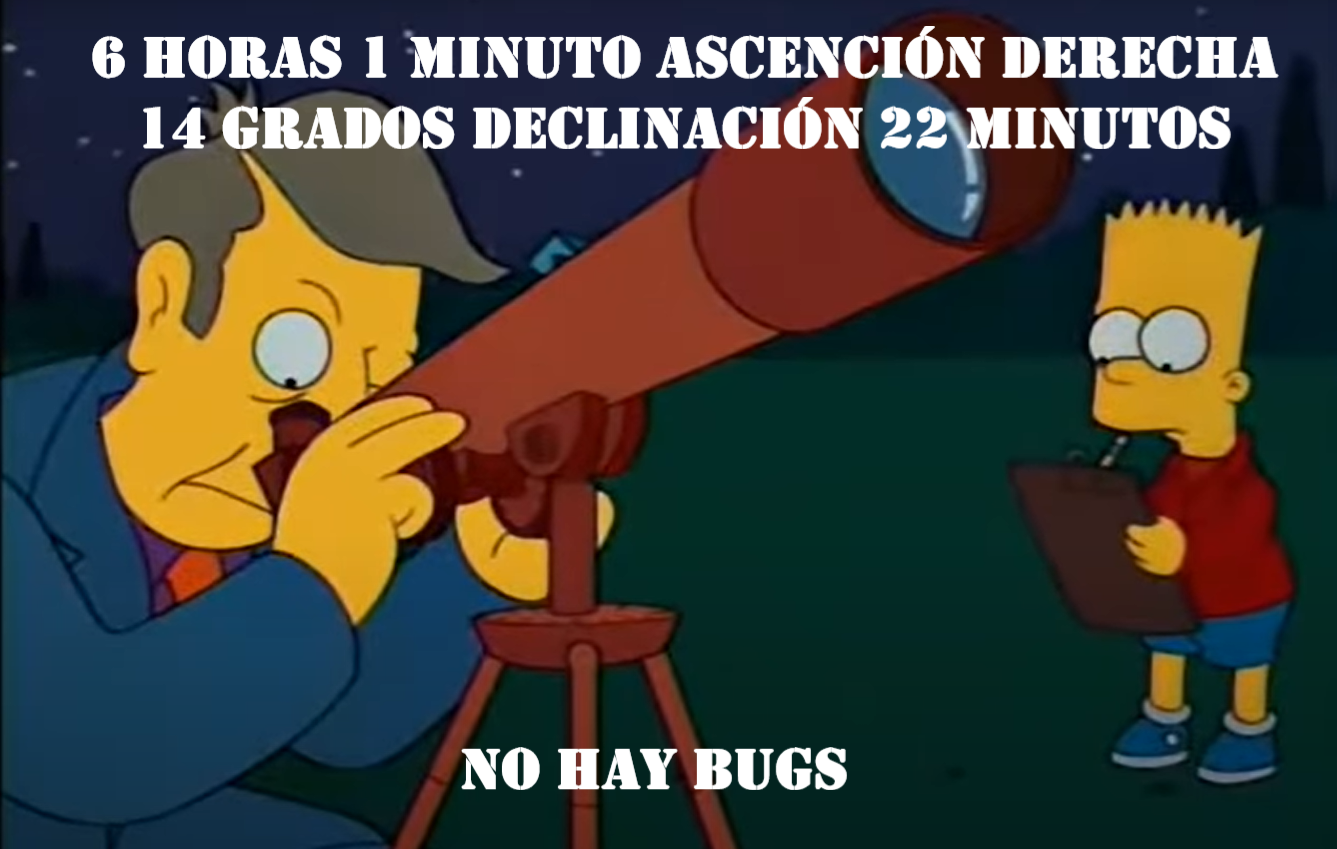 6 HORAS 1 MINUTO ASCENCIÓN DERECHA
14 GRADOS DECLINACIÓN 22 MINUTOS
NO HAY BUGS